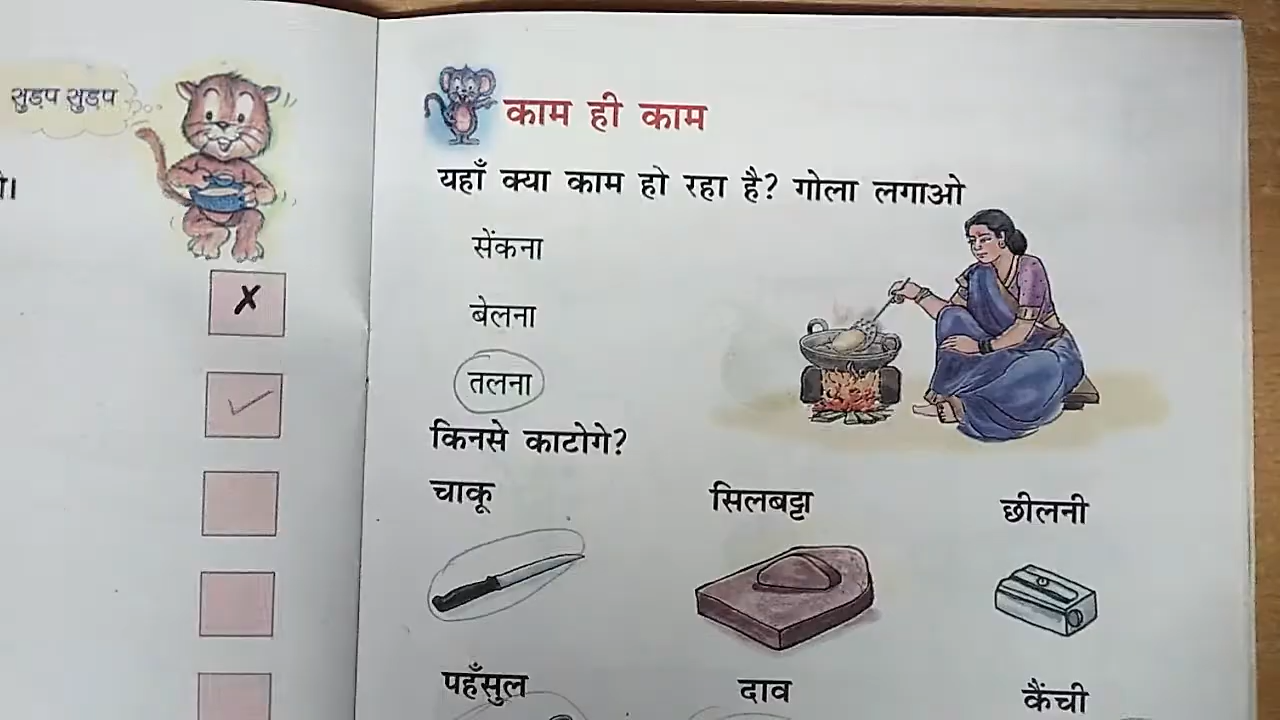 सुड़प सुड़प
काम ही काम
यहाँ क्या काम हो रहा है? गोला लगाओ
सेंकना
बेलना
तलना
किनसे काटोगे?
चाकू सिलबट्टा छीलनी
पहँसुल दाव कैंची